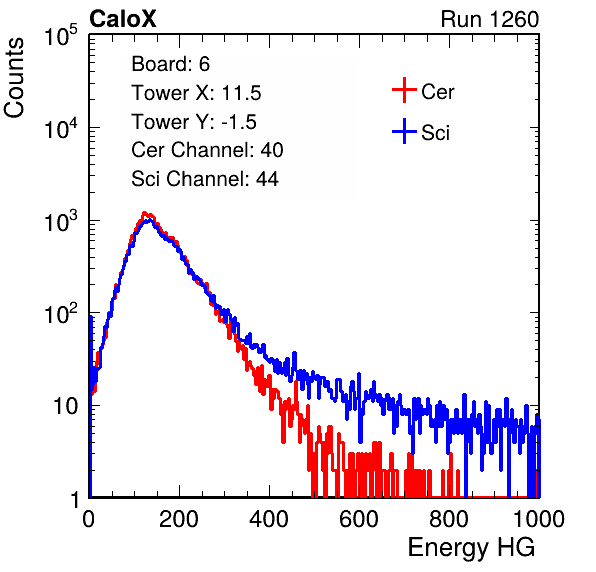 CaloX Run 1260
Counts
10^5
10^4
10^3
10^2
10
1
Board: 6
Tower X: 11.5
Tower Y: -1.5
Cer Channel: 40
Sci Channel: 44
Cer
Sci
0 200 400 600 800 1000
Energy HG